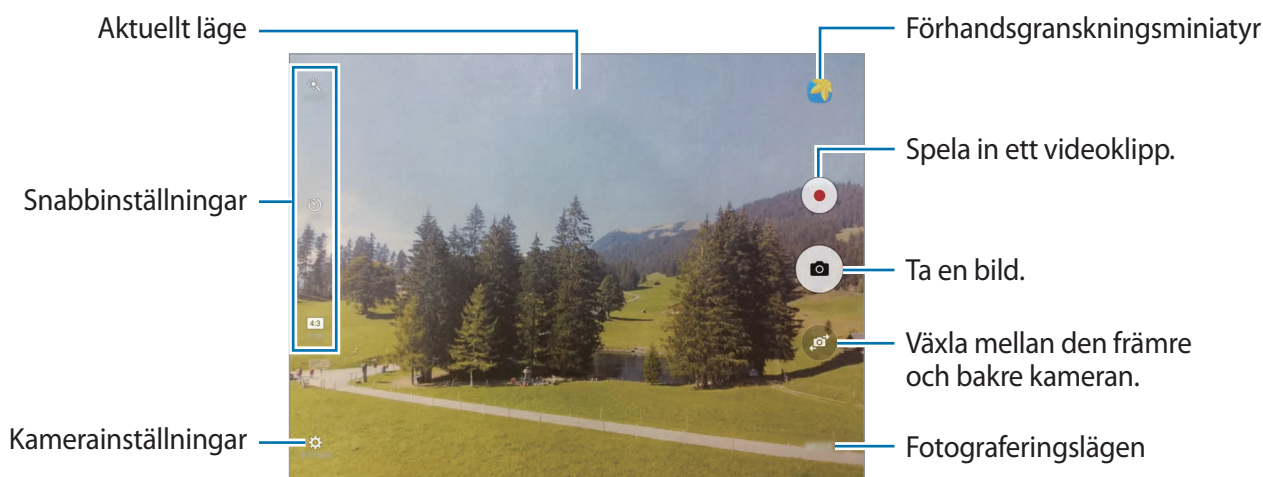 Aktuellt läge
Förhandsgranskningsminiatyr
Spela in ett videoklipp.
Snabbinställningar
Ta en bild.
4:3
Växla mellan den främre
och bakre kameran.
Kamerainställningar
Fotograferingslägen